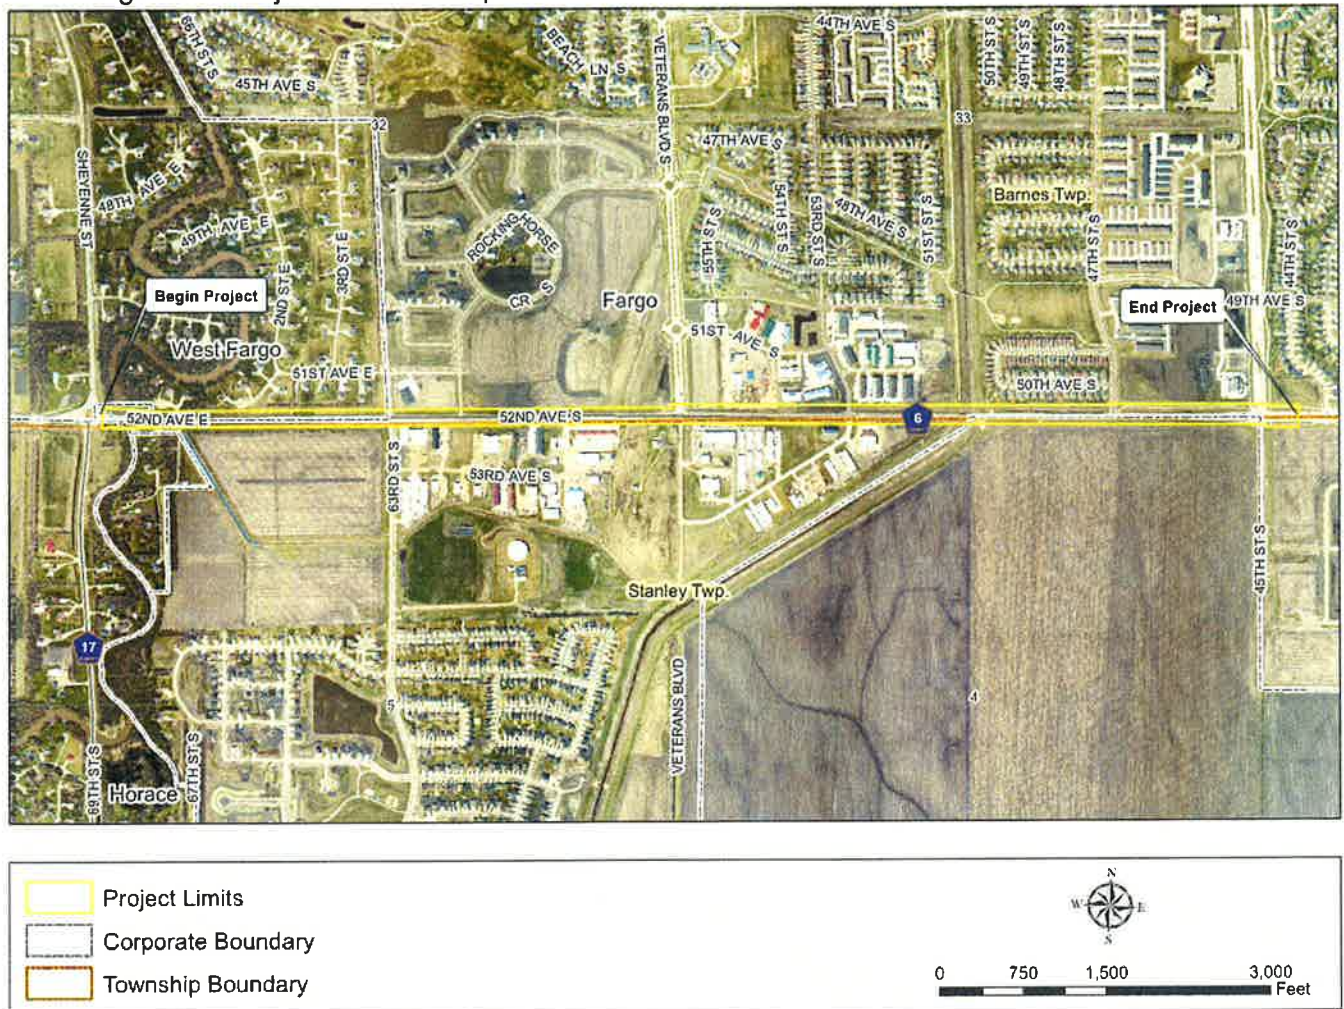 44TH AVE S
66TH ST S
45TH AVE S
BEACH
LN S
VETERANS BLVD S
50TH ST S
49TH ST S
48TH ST S
32
33
47TH AVE S
SHEYENNE ST
48TH AVE E
49TH AVE E
2ND ST E
3RD ST E
ROCKING HORSE
CR S
55TH ST S
54TH ST S
53RD ST S
48TH AVE S
51ST ST S
Barnes Twp.
47TH ST S
44TH ST S
Begin Project
Fargo
End Project
49TH AVE S
West Fargo
51ST AVE S
51ST AVE E
50TH AVE S
17
52ND AVE E
52ND AVE S
6
63RD ST S
53RD AVE S
Stanley Twp.
45TH ST S
17
VETERANS BLVD
5
4
69TH ST S
67TH ST S
Horace
Project Limits
Corporate Boundary
Township Boundary
N
W
E
S
0 750 1,500 3,000
Feet